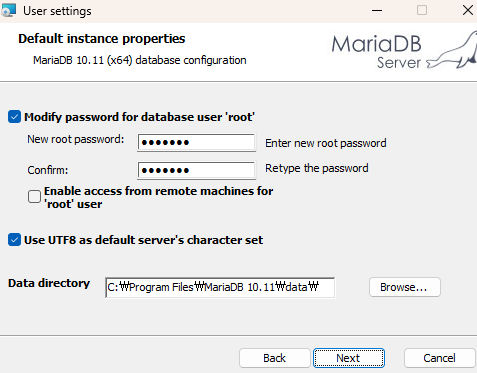 User settings
Default instance properties
MariaDB 10.11 (x64) database configuration
MariaDB
Server
Modify password for database user 'root'
New root password: ●●●●●●● Enter new root password
Confirm: ●●●●●●● Retype the password
Enable access from remote machines for
'root' user
Use UTF8 as default server's character set
Data directory C:₩Program Files₩MariaDB 10.11₩data₩ Browse...
Back Next Cancel